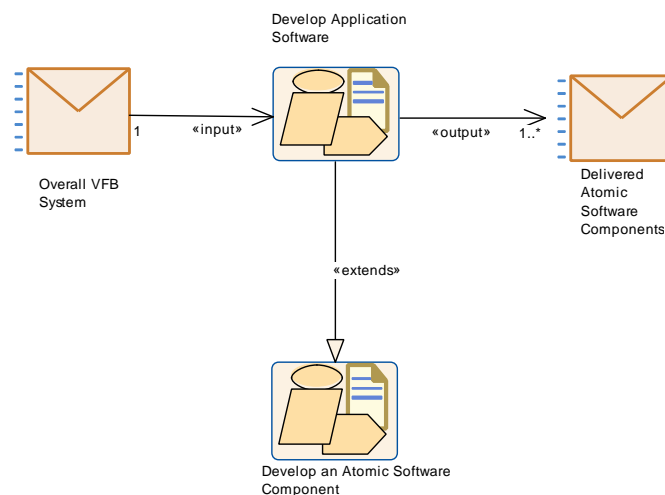 Develop Application
Software
1
«input»
«output»
1..*
Overall VFB
System
Delivered
Atomic
Software
Components
«extends»
Develop an Atomic Software
Component